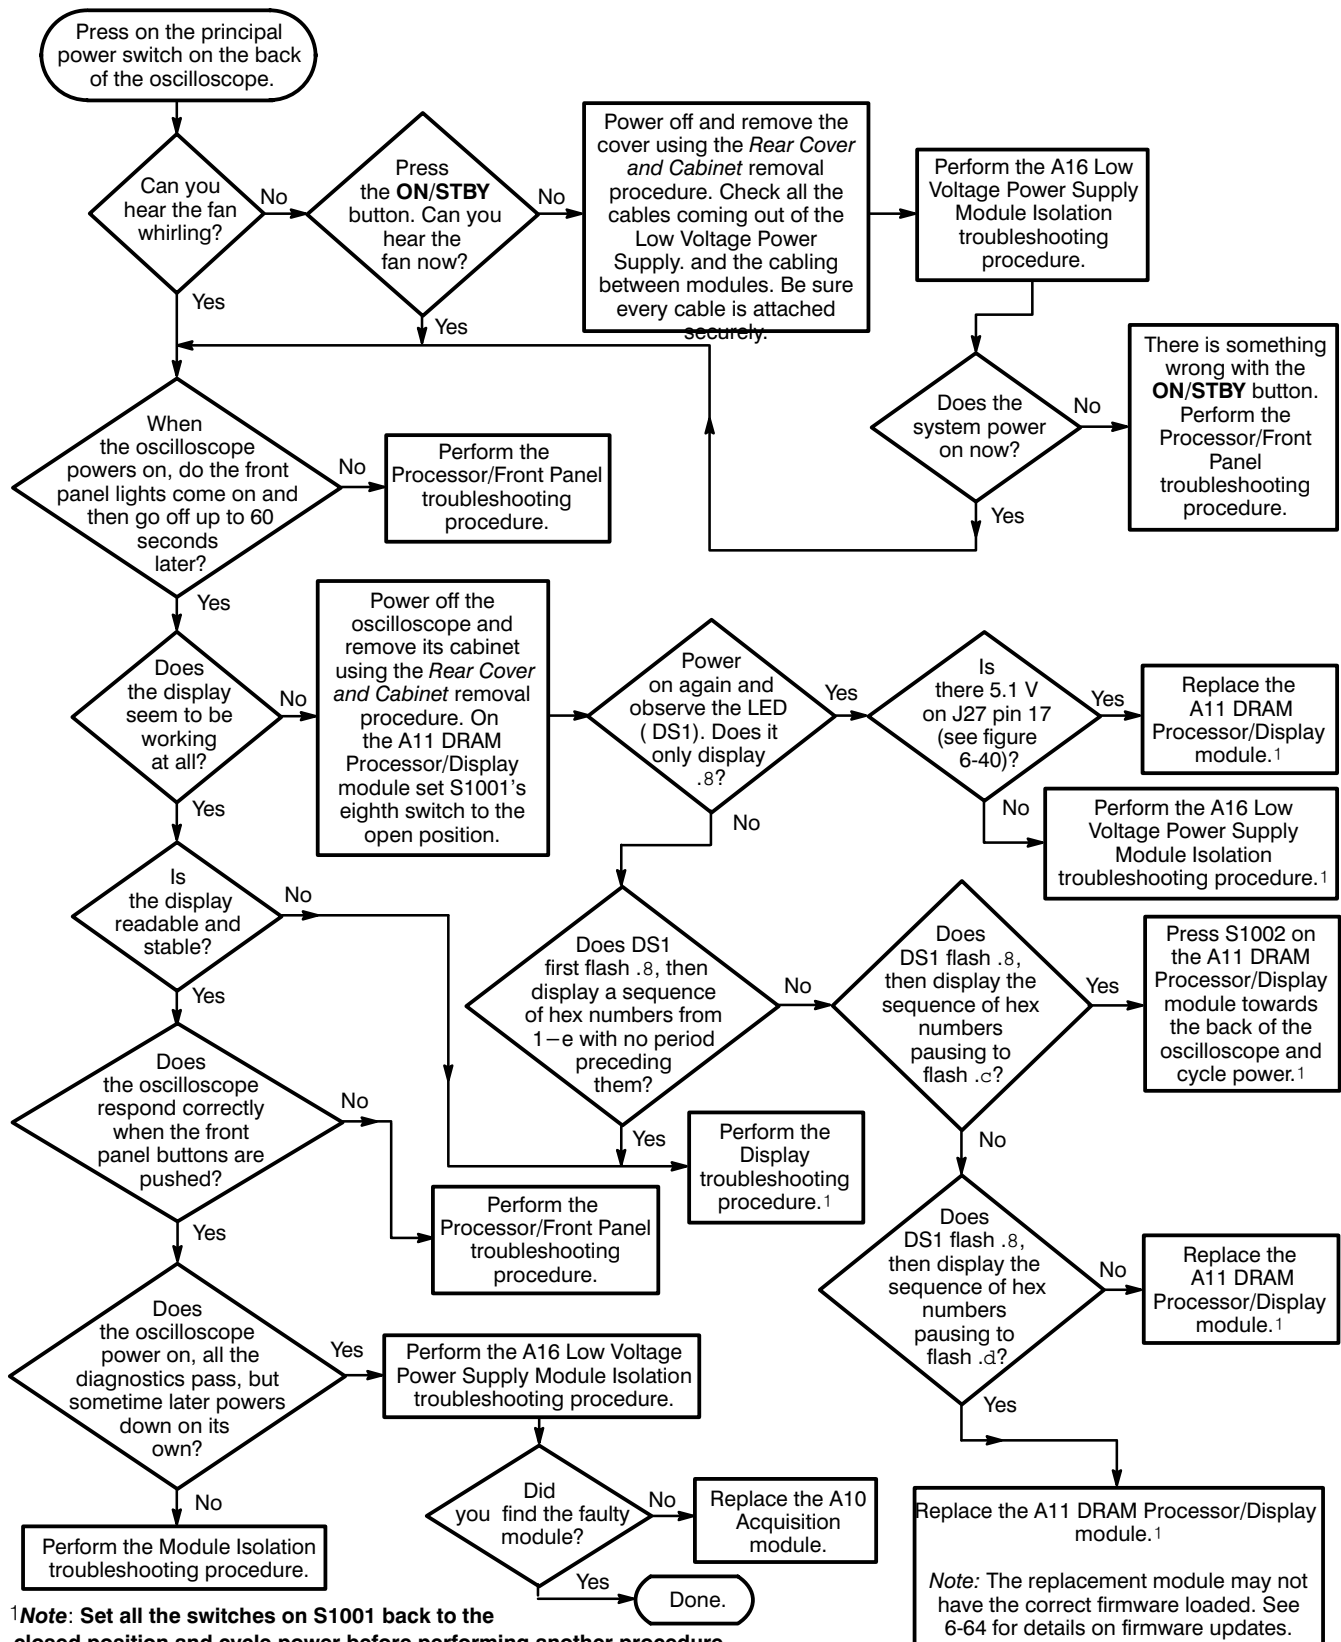 Press on the principal
power switch on the back
of the oscilloscope.
Can you
hear the fan
whirling?
No
Yes
Press
the ON/STBY
button. Can you
hear the
fan now?
No
Yes
Power off and remove the
cover using the Rear Cover
and Cabinet removal
procedure. Check all the
cables coming out of the
Low Voltage Power
Supply. and the cabling
between modules. Be sure
every cable is attached
securely.
Perform the A16 Low
Voltage Power Supply
Module Isolation
troubleshooting
procedure.
Does the
system power
on now?
No
Yes
There is something
wrong with the
ON/STBY button.
Perform the
Processor/Front
Panel
troubleshooting
procedure.
When
the oscilloscope
powers on, do the front
panel lights come on and
then go off up to 60
seconds
later?
No
Yes
Perform the
Processor/Front Panel
troubleshooting
procedure.
Does
the display
seem to be
working
at all?
No
Yes
Power off the
oscilloscope and
remove its cabinet
using the Rear Cover
and Cabinet removal
procedure. On
the A11 DRAM
Processor/Display
module set S1001's
eighth switch to the
open position.
Power
on again and
observe the LED
( DS1). Does it
only display
.8?
Yes
No
Is
there 5.1 V
on J27 pin 17
(see figure
6-40)?
Yes
No
Replace the
A11 DRAM
Processor/Display
module.1
Perform the A16 Low
Voltage Power Supply
Module Isolation
troubleshooting procedure.1
Is
the display
readable and
stable?
No
Yes
Does DS1
first flash .8, then
display a sequence
of hex numbers from
1–e with no period
preceding
them?
No
Yes
Does
DS1 flash .8,
then display the
sequence of hex
numbers
pausing to
flash .c?
Yes
No
Press S1002 on
the A11 DRAM
Processor/Display
module towards
the back of the
oscilloscope and
cycle power.1
Does
the oscilloscope
respond correctly
when the front
panel buttons are
pushed?
No
Yes
Perform the
Display
troubleshooting
procedure.1
Perform the
Processor/Front Panel
troubleshooting
procedure.
Does
DS1 flash .8,
then display the
sequence of hex
numbers
pausing to
flash .d?
No
Yes
Replace the
A11 DRAM
Processor/Display
module.1
Does
the oscilloscope
power on, all the
diagnostics pass, but
sometime later powers
down on its
own?
Yes
No
Perform the A16 Low Voltage
Power Supply Module Isolation
troubleshooting procedure.
Did
you find the faulty
module?
No
Yes
Replace the A10
Acquisition
module.
Done.
Perform the Module Isolation
troubleshooting procedure.
Replace the A11 DRAM Processor/Display
module.1
Note: The replacement module may not
have the correct firmware loaded. See
6-64 for details on firmware updates.
1Note: Set all the switches on S1001 back to the
closed position and cycle power before performing another procedure